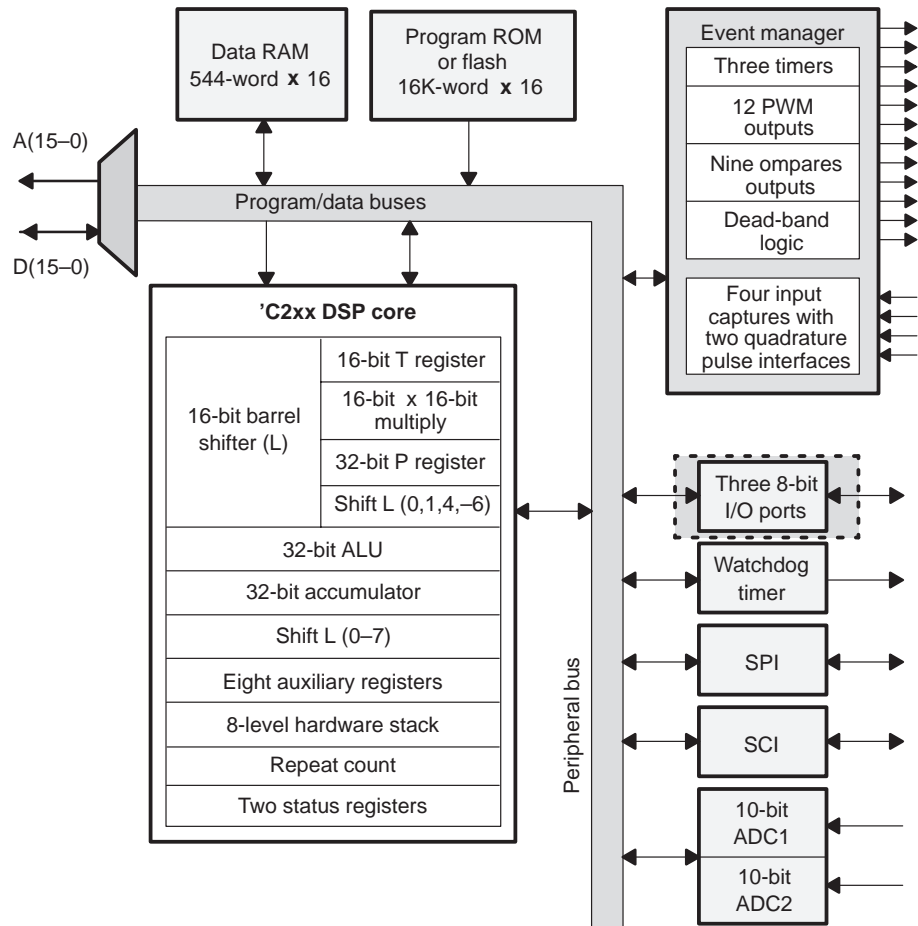 Data RAM
544-word x 16
Program ROM
or flash
16K-word x 16
A(15–0)
D(15–0)
Program/data buses
Event manager
Three timers
12 PWM
outputs
Nine ompares
outputs
Dead-band
logic
Four input
captures with
two quadrature
pulse interfaces
'C2xx DSP core
16-bit barrel
shifter (L)
16-bit T register
16-bit x 16-bit
multiply
32-bit P register
Shift L (0,1,4,–6)
32-bit ALU
32-bit accumulator
Shift L (0–7)
Eight auxiliary registers
8-level hardware stack
Repeat count
Two status registers
Peripheral bus
Three 8-bit
I/O ports
Watchdog
timer
SPI
SCI
10-bit
ADC1
10-bit
ADC2